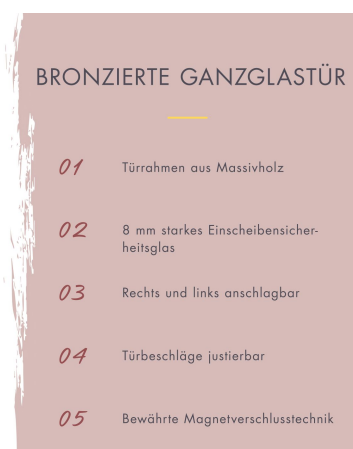 BRONZIERTE GANZGLASTÜR
01 Türrahmen aus Massivholz
02 8 mm starkes Einscheibensicher-
heitsglas
03 Rechts und links anschlagbar
04 Türbeschläge justierbar
05 Bewährte Magnetverschlusstechnik